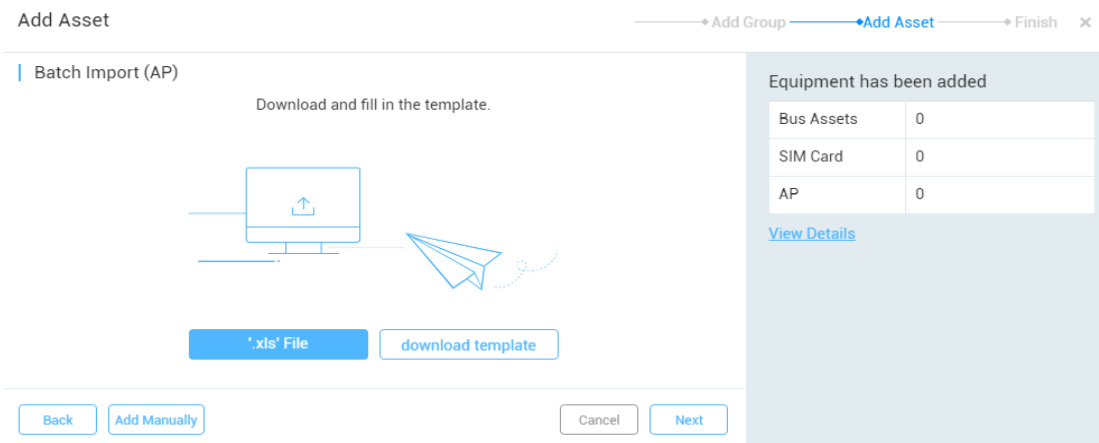 Add Asset
Add Group
Add Asset
Finish
Batch Import (AP)
Download and fill in the template.
'.xls' File
download template
Back
Add Manually
Cancel
Next
Equipment has been added
Bus Assets 0
SIM Card 0
AP 0
View Details